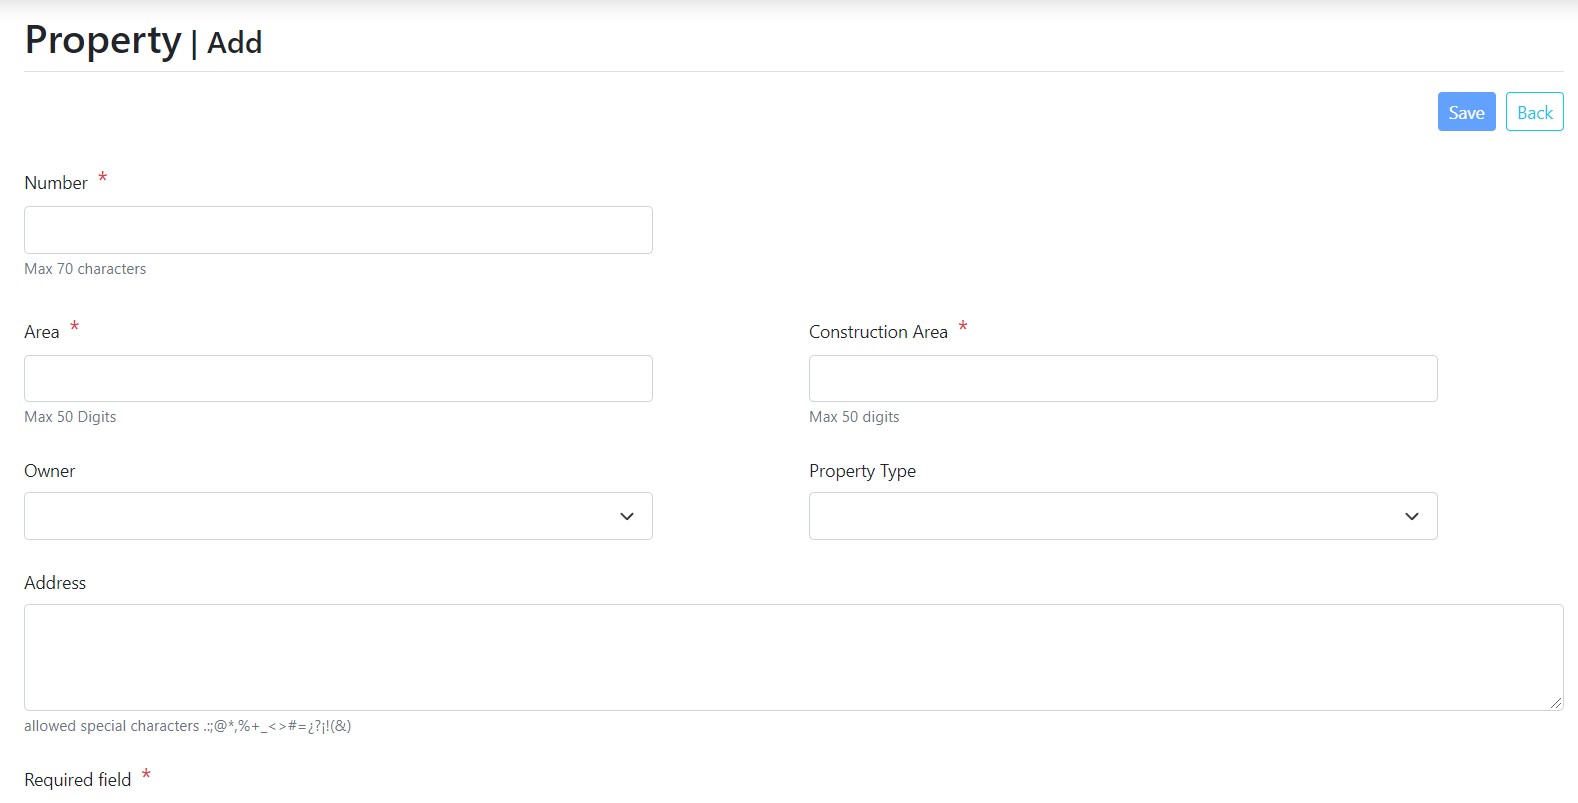 Property | Add
Save Back
Number *
Max 70 characters
Area * Construction Area *
Max 50 Digits Max 50 digits
Owner Property Type
Address
allowed special characters .:;@*,%+_<>#=¿?¡!(&)
Required field *